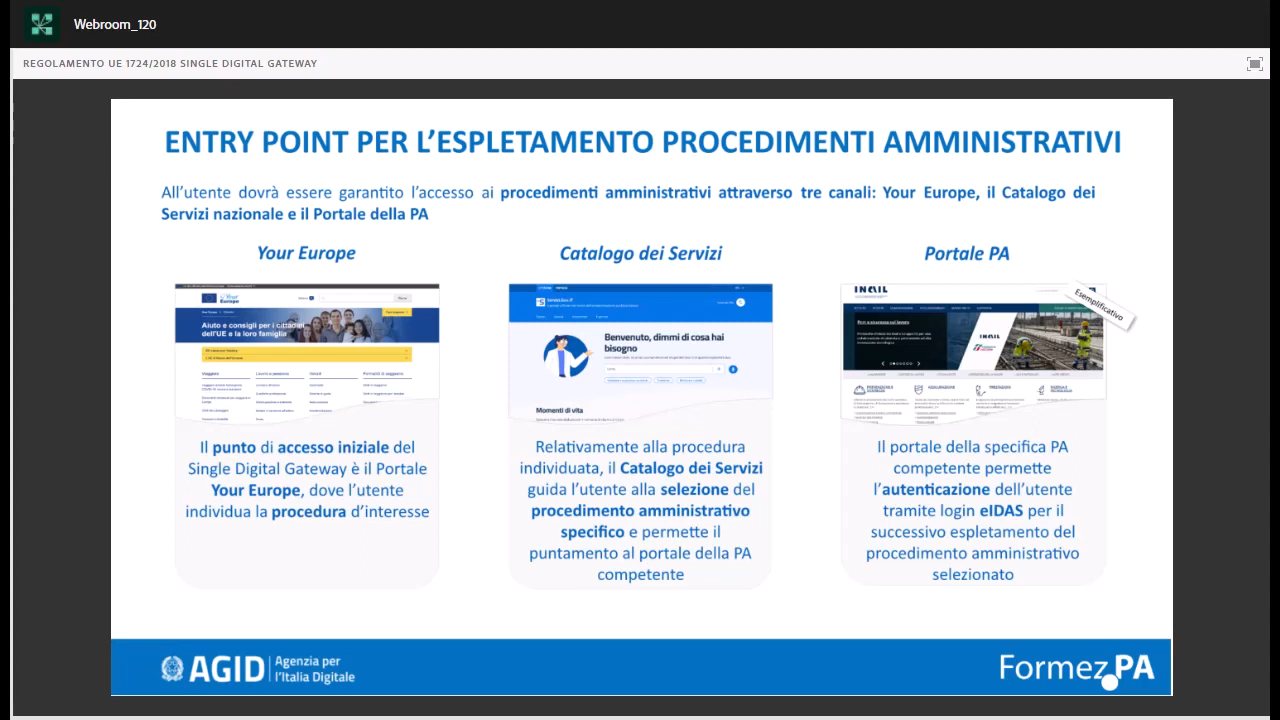 Webroom_120
REGOLAMENTO UE 1724/2018 SINGLE DIGITAL GATEWAY
ENTRY POINT PER L'ESPLETAMENTO PROCEDIMENTI AMMINISTRATIVI
All'utente dovrà essere garantito l'accesso ai procedimenti amministrativi attraverso tre canali: Your Europe, il Catalogo dei
Servizi nazionale e il Portale della PA
Your Europe
Your
Europe
Aiuto e consigli per i cittadini
dell'UE e la loro famiglia
Viaggiare
Il punto di accesso iniziale del
Single Digital Gateway è il Portale
Your Europe, dove l'utente
individua la procedura d'interesse
Catalogo dei Servizi
Benvenuto, dimmi di cosa hai
bisogno
Momenti di vita
Relativamente alla procedura
individuata, il Catalogo dei Servizi
guida l'utente alla selezione del
procedimento amministrativo
specifico e permette il
puntamento al portale della PA
competente
Portale PA
INAIL
Esemplificativo
INAIL
Il portale della specifica PA
competente permette
l'autenticazione dell'utente
tramite login eIDAS per il
successivo espletamento del
procedimento amministrativo
selezionato
AGID
Agenzia per
l'Italia Digitale
Formez PA